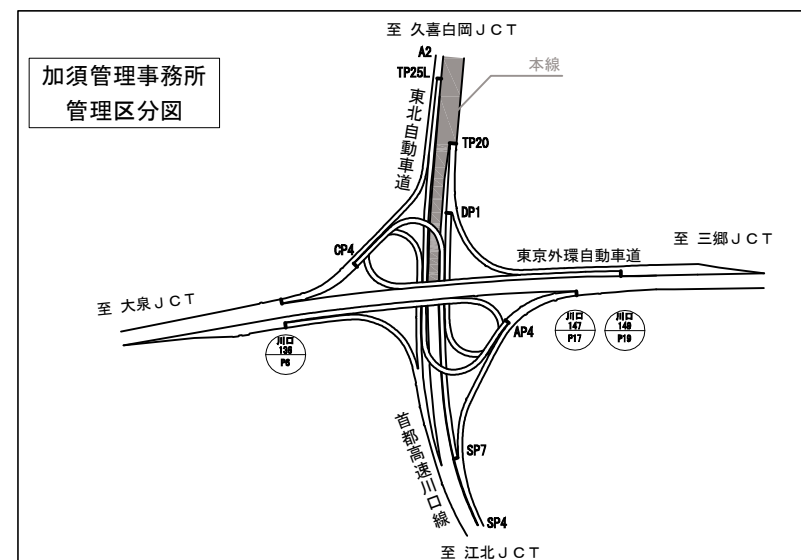 至 久喜白岡ＪＣＴ
加須管理事務所
管理区分図
A2
TP25L
本線
東北自動車道
TP20
DP1
CP4
東京外環自動車道
至 三郷ＪＣＴ
至 大泉ＪＣＴ
川口
147
P17
川口
149
P19
AP4
川口
136
P6
首都高速川口線
SP7
SP4
至 江北ＪＣＴ